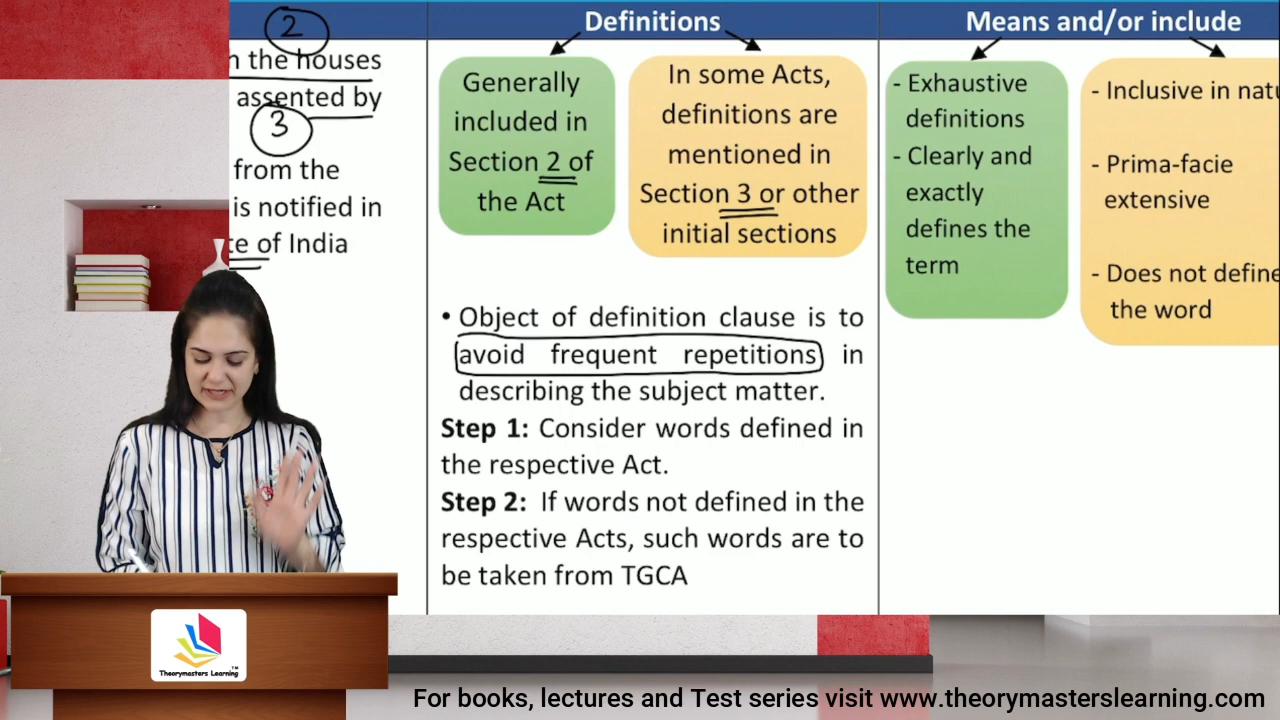 2
n the houses
assented by
3
from the
is notified in
te of India
Definitions
Generally
included in
Section 2 of
the Act
In some Acts,
definitions are
mentioned in
Section 3 or other
initial sections
• Object of definition clause is to
avoid frequent repetitions in
describing the subject matter.
Step 1: Consider words defined in
the respective Act.
Step 2: If words not defined in the
respective Acts, such words are to
be taken from TGCA
Means and/or include
- Exhaustive
definitions
- Clearly and
exactly
defines the
term
- Inclusive in natu
- Prima-facie
extensive
- Does not define
the word
Theorymasters Learning™
For books, lectures and Test series visit www.theorymasterslearning.com